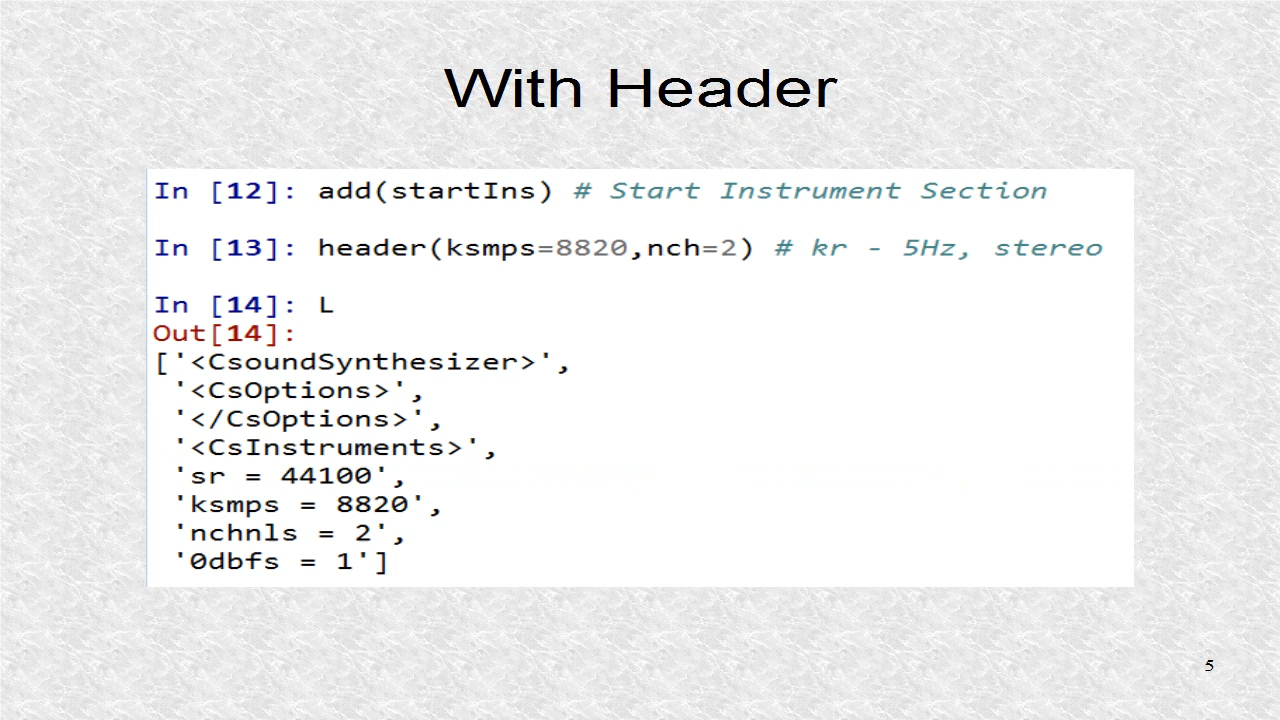 With Header
In [12]: add(startIns) # Start Instrument Section
In [13]: header(ksmps=8820,nch=2) # kr - 5Hz, stereo
In [14]: L
Out[14]:
['<CsoundSynthesizer>',
'<CsOptions>',
'</CsOptions>',
'<CsInstruments>',
'sr = 44100',
'ksmps = 8820',
'nchnls = 2',
'0dbfs = 1']
5